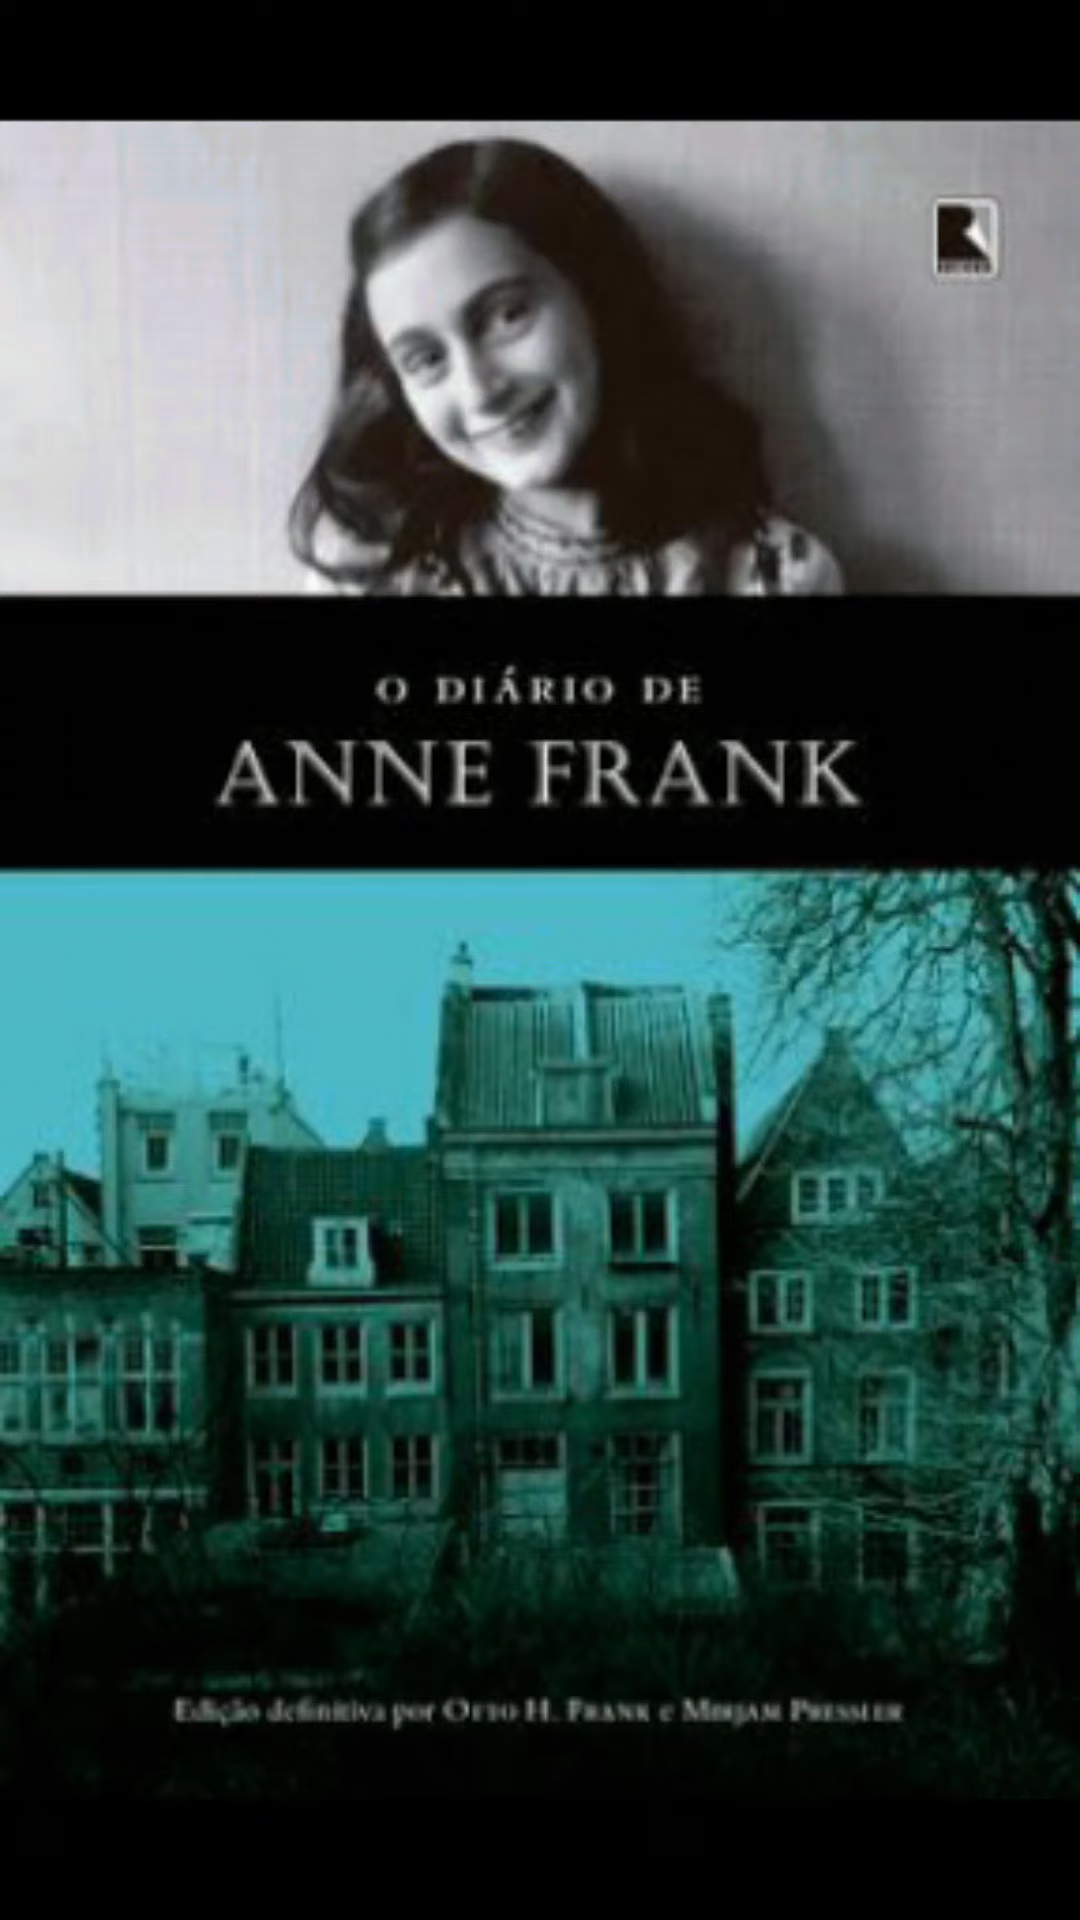 O DIÁRIO DE
ANNE FRANK
Edição definitiva por OTTO H. FRANK e MIRJAM PRESSLER